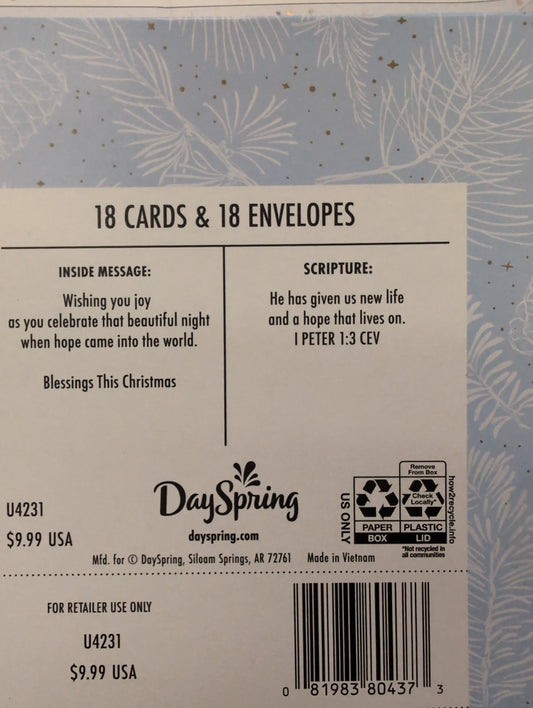 18 CARDS & 18 ENVELOPES
INSIDE MESSAGE:
Wishing you joy
as you celebrate that beautiful night
when hope came into the world.
Blessings This Christmas
SCRIPTURE:
He has given us new life
and a hope that lives on.
I PETER 1:3 CEV
U4231
$9.99 USA
DaySpring
dayspring.com
US ONLY
PAPER
BOX
Remove
From Box
Check
Locally*
PLASTIC
LID
*Not recycled in
all communities
how2recycle.info
Mfd. for © DaySpring, Siloam Springs, AR 72761 Made in Vietnam
FOR RETAILER USE ONLY
U4231
$9.99 USA
0 81983 80437 3